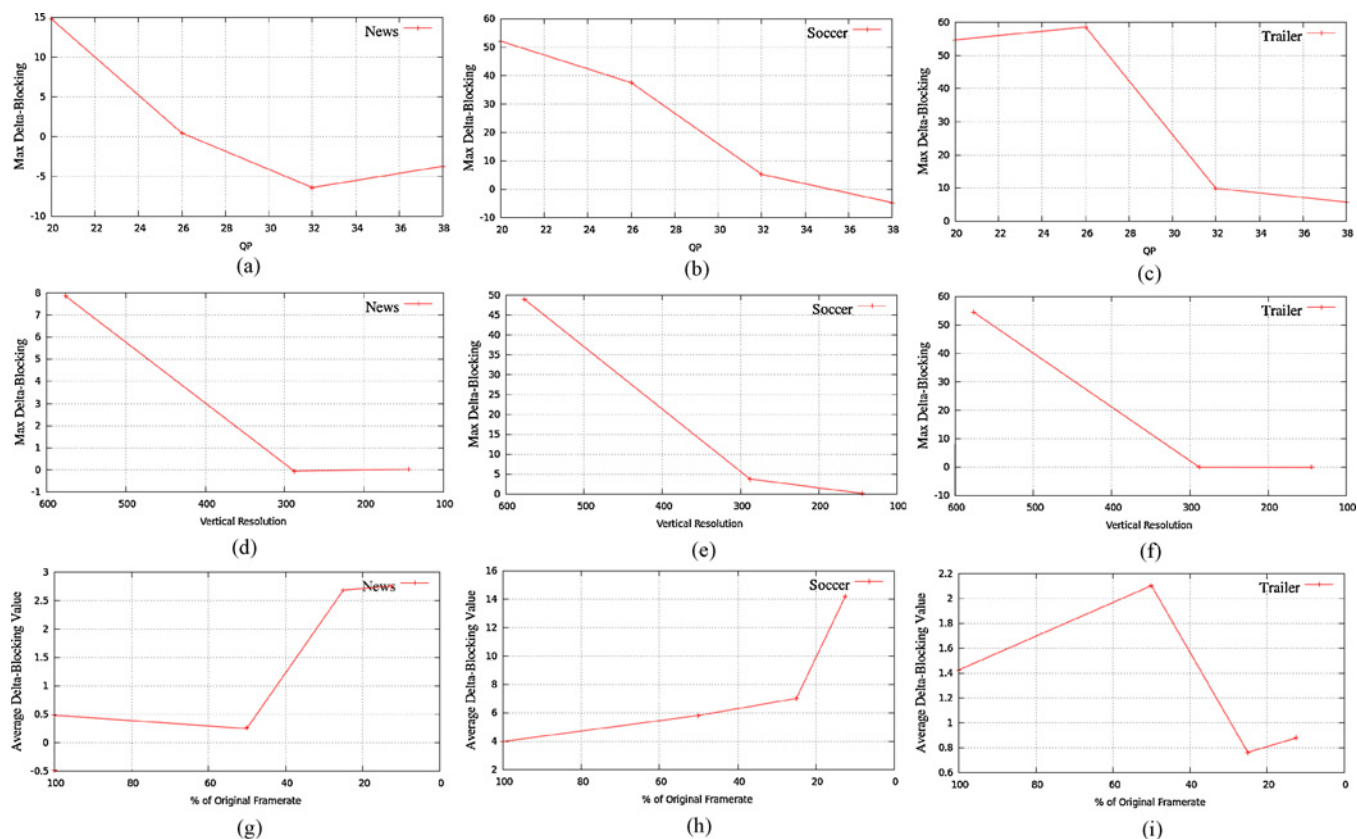 15
10
5
0
-5
-10
Max Delta-Blocking
News
20 22 24 26 28 30 32 34 36 38
QP
(a)
60
50
40
30
20
10
0
-10
Max Delta-Blocking
Soccer
20 22 24 26 28 30 32 34 36 38
QP
(b)
60
50
40
30
20
10
0
Max Delta-Blocking
Trailer
20 22 24 26 28 30 32 34 36 38
QP
(c)
8
7
6
5
4
3
2
1
0
-1
Max Delta-Blocking
News
600 500 400 300 200 100
Vertical Resolution
(d)
50
45
40
35
30
25
20
15
10
5
0
Max Delta-Blocking
Soccer
600 500 400 300 200 100
Vertical Resolution
(e)
60
50
40
30
20
10
0
-10
Max Delta-Blocking
Trailer
600 500 400 300 200 100
Vertical Resolution
(f)
3
2.5
2
1.5
1
0.5
0
-0.5
Average Delta-Blocking Value
News
100 80 60 40 20 0
% of Original Framerate
(g)
16
14
12
10
8
6
4
2
Average Delta-Blocking Value
Soccer
100 80 60 40 20 0
% of Original Framerate
(h)
2.2
2
1.8
1.6
1.4
1.2
1
0.8
0.6
Average Delta-Blocking Value
Trailer
100 80 60 40 20 0
% of Original Framerate
(i)